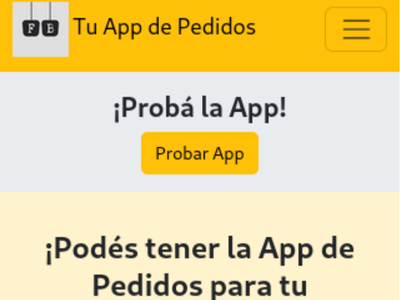 F B
Tu App de Pedidos
¡Probá la App!
Probar App
¡Podés tener la App de
Pedidos para tu